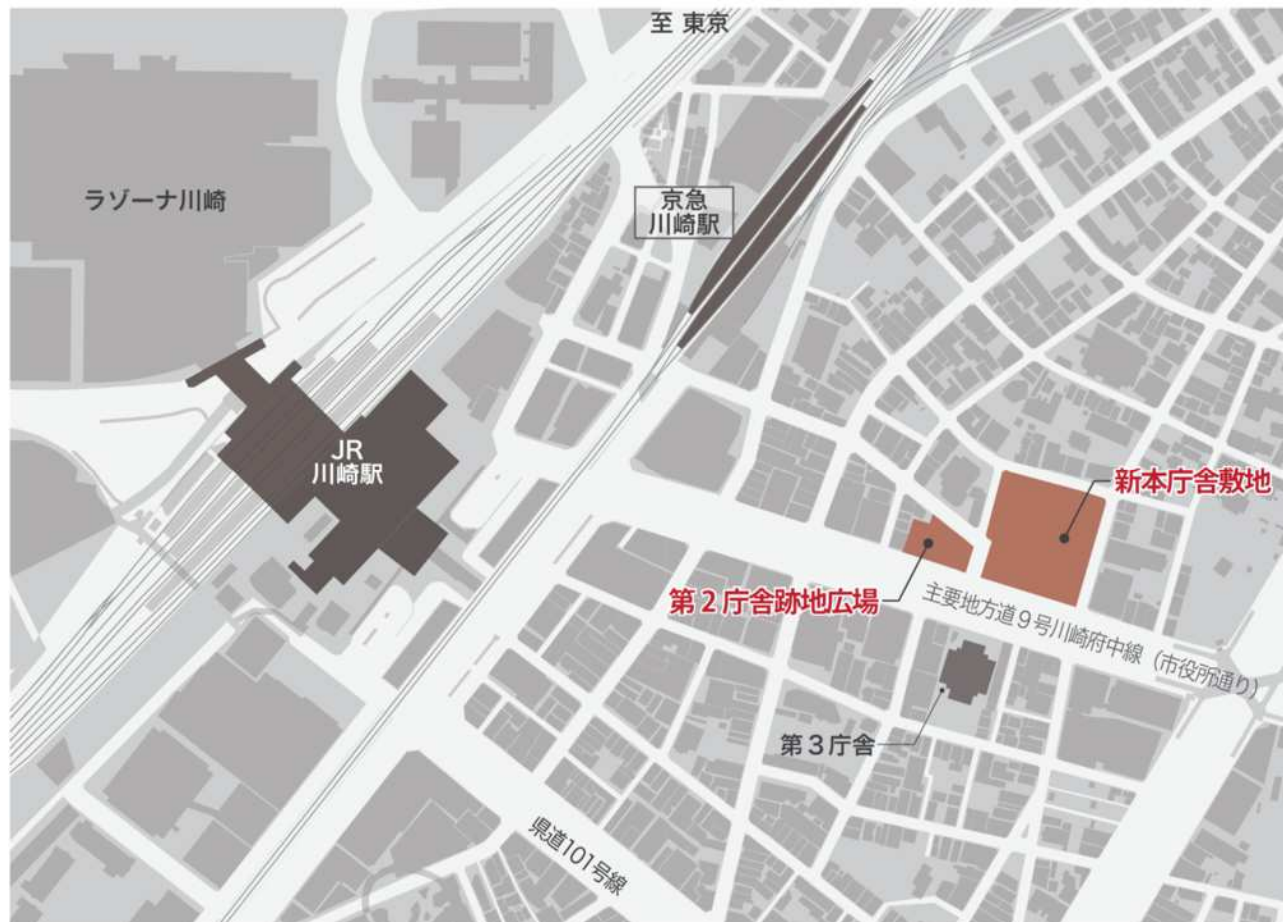 至 東京
ラゾーナ川崎
京急
川崎駅
JR
川崎駅
新本庁舎敷地
第2庁舎跡地広場
主要地方道9号川崎府中線（市役所通り）
第3庁舎
県道101号線